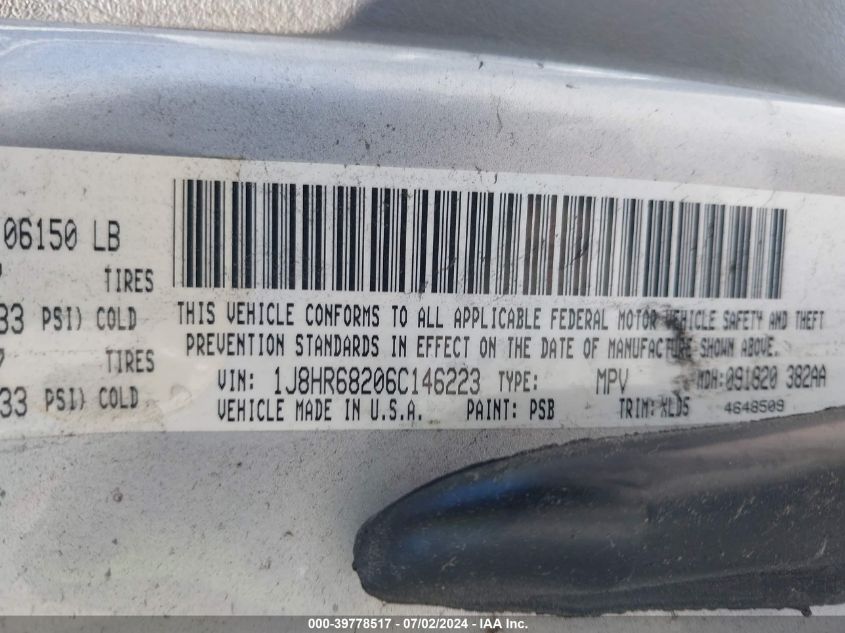 06150 LB
TIRES
33 PSI) COLD
TIRES
33 PSI) COLD
THIS VEHICLE CONFORMS TO ALL APPLICABLE FEDERAL MOTOR VEHICLE SAFETY AND THEFT
PREVENTION STANDARDS IN EFFECT ON THE DATE OF MANUFACTURE SHOWN ABOVE.
VIN: 1J8HR68206C146223 TYPE: MPV MDH: 091820 382AA
VEHICLE MADE IN U.S.A. PAINT: PSB TRIM: XLD5 4648509
000-39778517 - 07/02/2024 - IAA Inc.